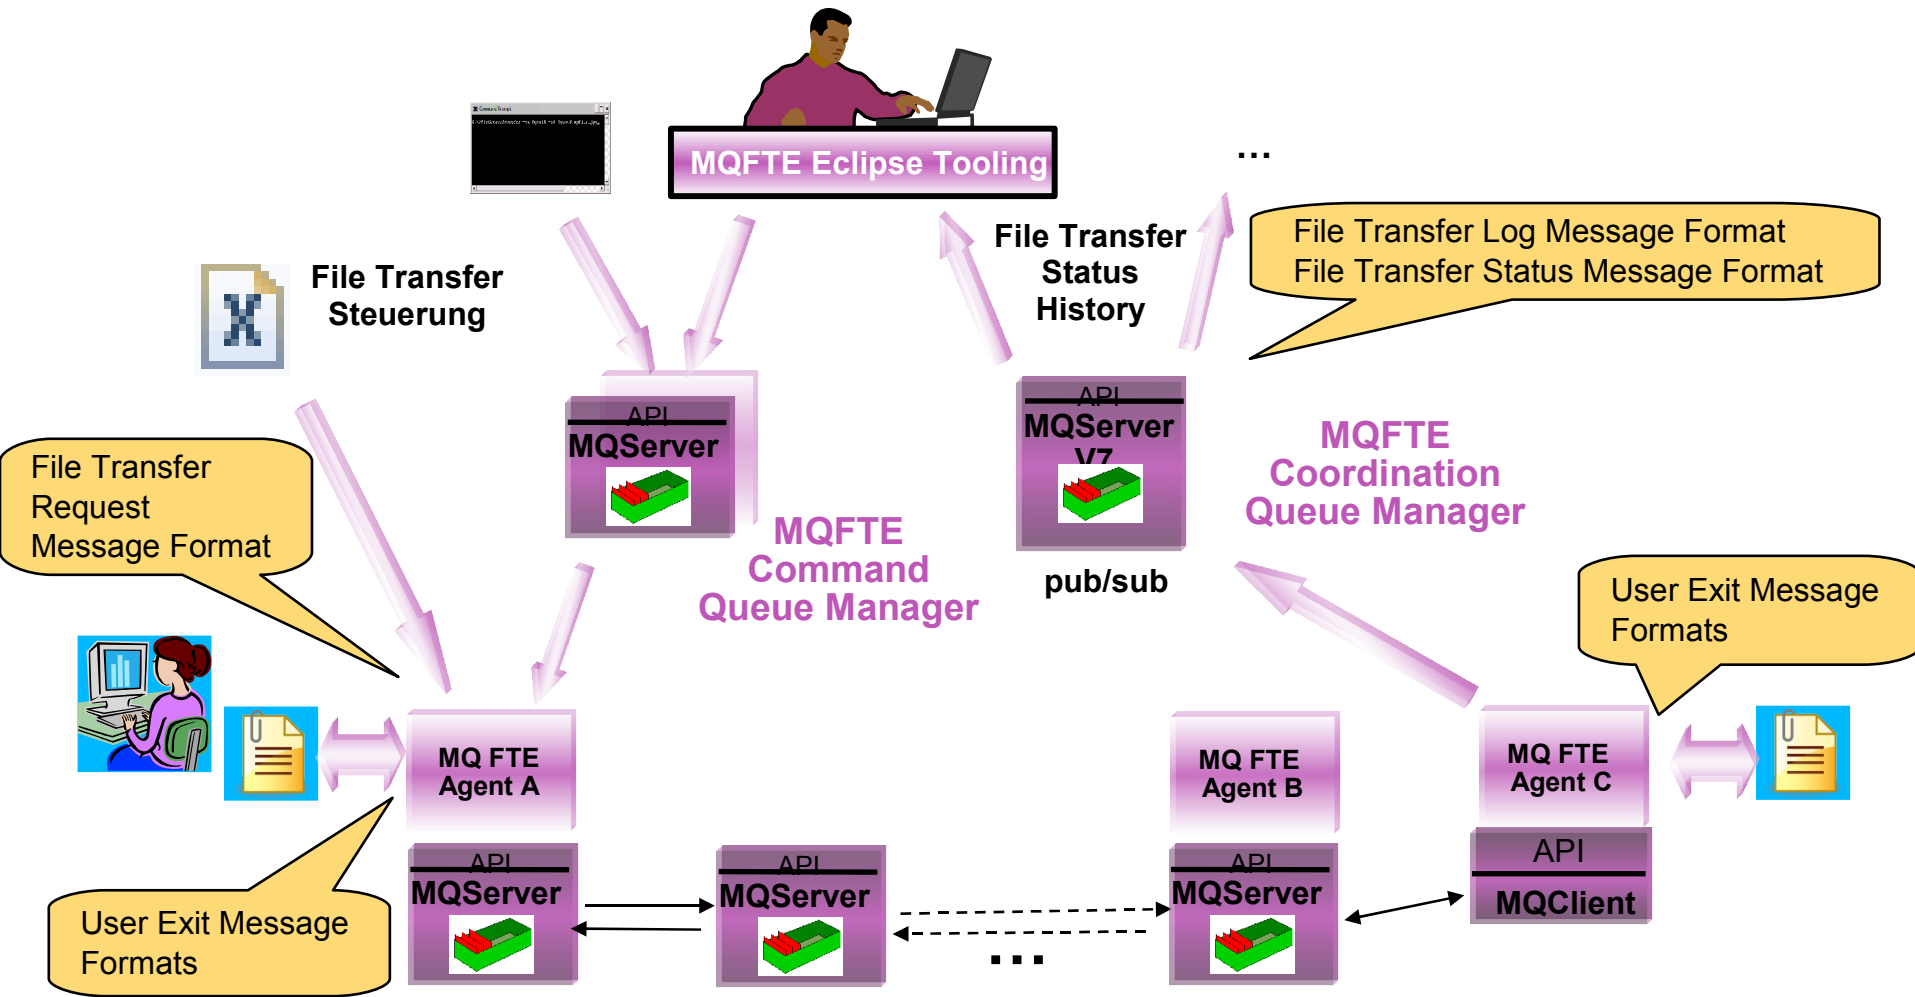 Command Prompt
MQFTE Eclipse Tooling
...
File Transfer
Status
History
File Transfer Log Message Format
File Transfer Status Message Format
File Transfer
Steuerung
API
MQServer
API
MQServer
V7
MQFTE
Coordination
Queue Manager
File Transfer
Request
Message Format
MQFTE
Command
Queue Manager
pub/sub
User Exit Message
Formats
MQ FTE
Agent A
MQ FTE
Agent B
MQ FTE
Agent C
API
MQServer
API
MQServer
API
MQServer
API
MQClient
User Exit Message
Formats
...